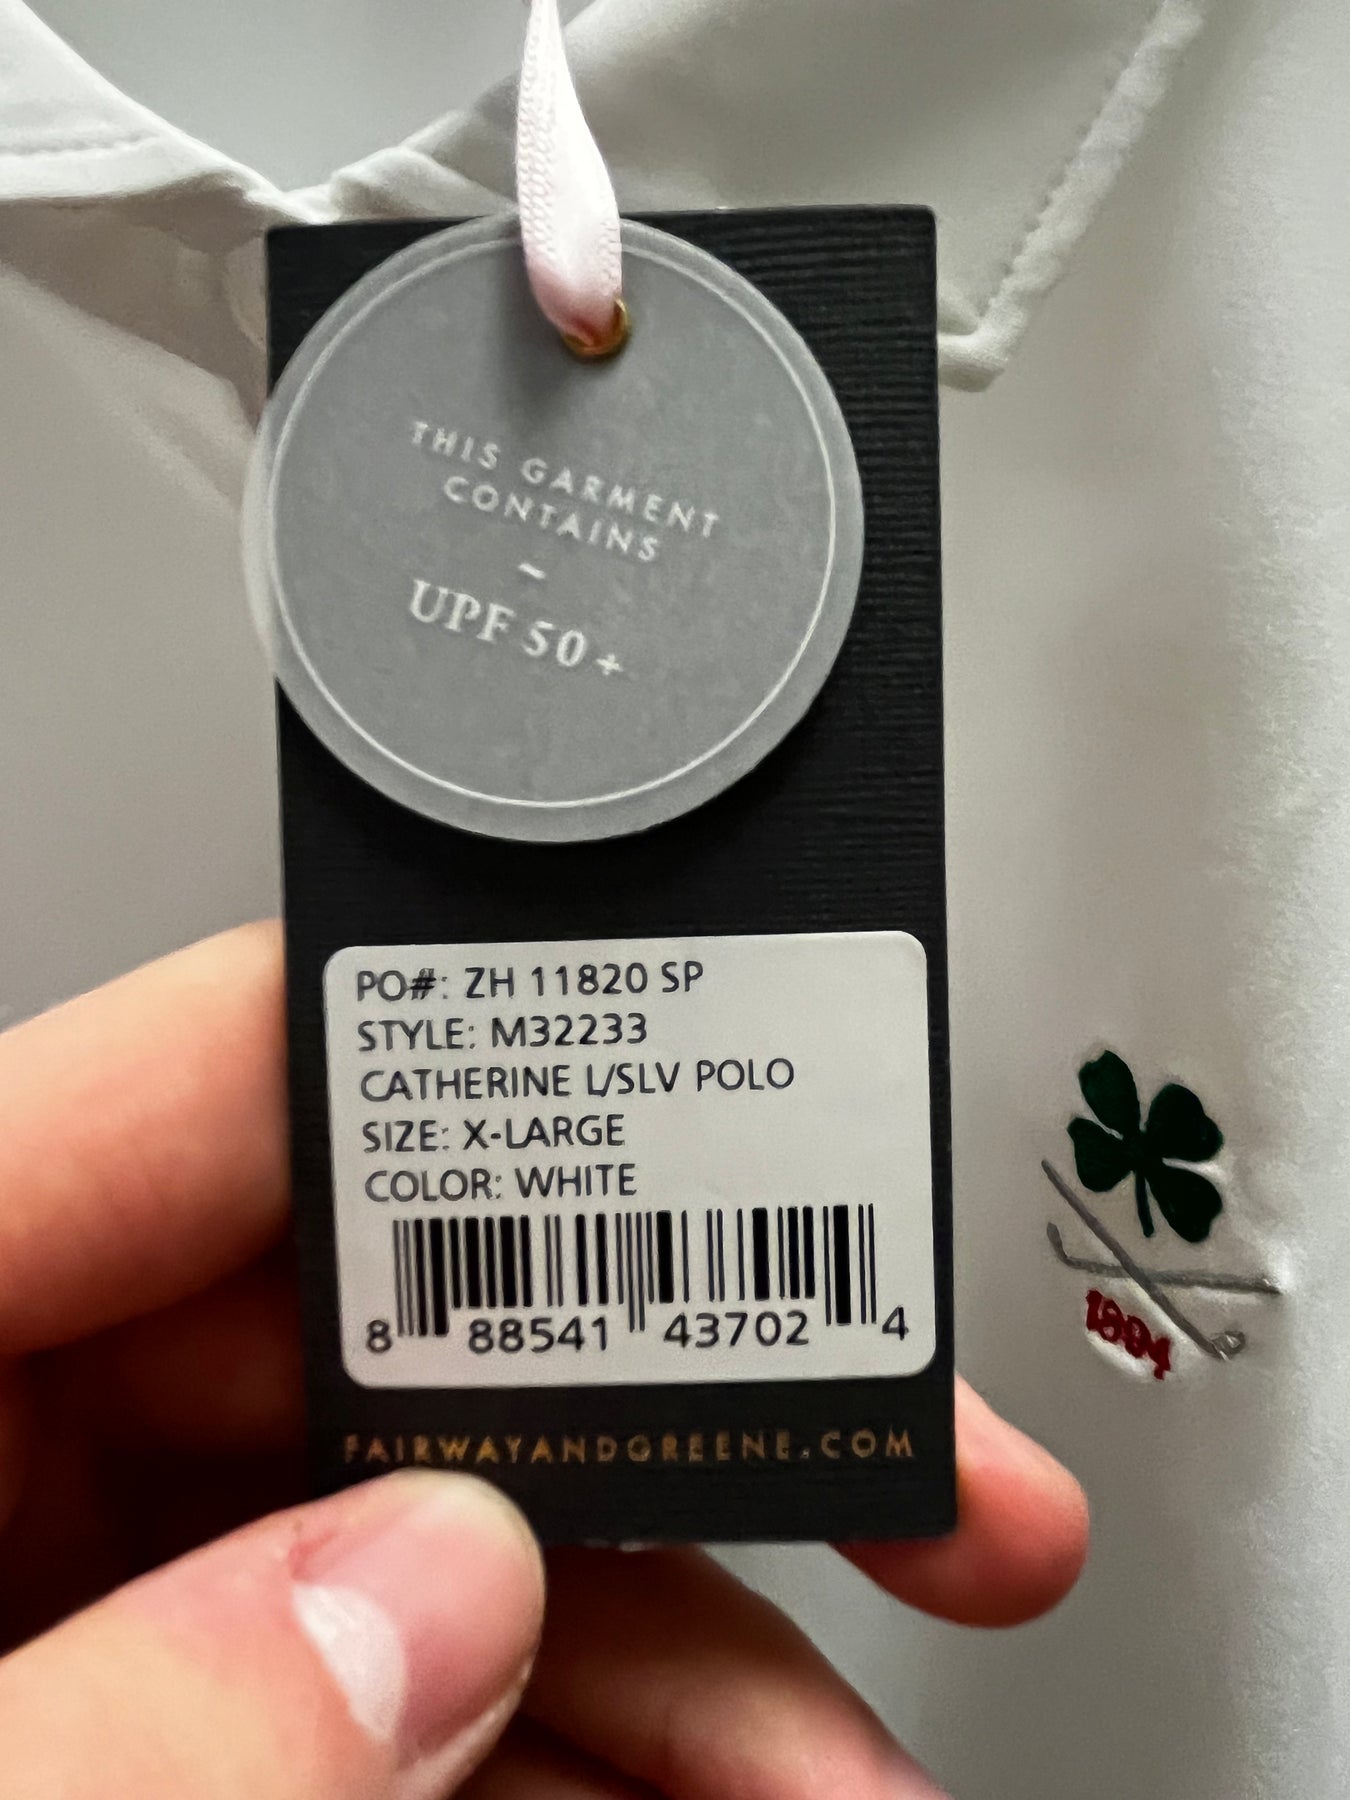 THIS GARMENT
CONTAINS
~
UPF 50+
PO#: ZH 11820 SP
STYLE: M32233
CATHERINE L/SLV POLO
SIZE: X-LARGE
COLOR: WHITE
8 88541 43702 4
FAIRWAYANDGREENE.COM
1894